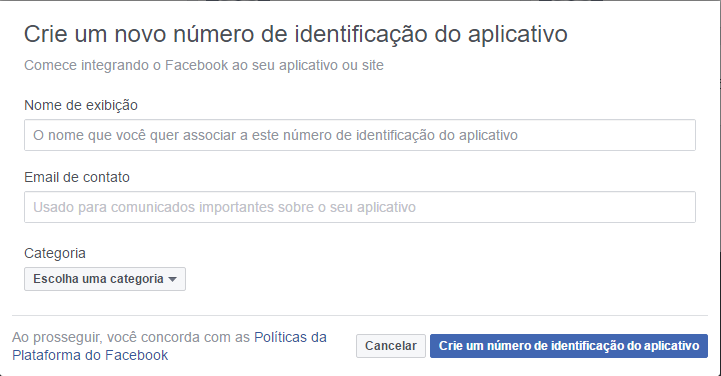 Crie um novo número de identificação do aplicativo
Comece integrando o Facebook ao seu aplicativo ou site
Nome de exibição
O nome que você quer associar a este número de identificação do aplicativo
Email de contato
Usado para comunicados importantes sobre o seu aplicativo
Categoria
Escolha uma categoria
Ao prosseguir, você concorda com as Políticas da
Plataforma do Facebook
Cancelar
Crie um número de identificação do aplicativo